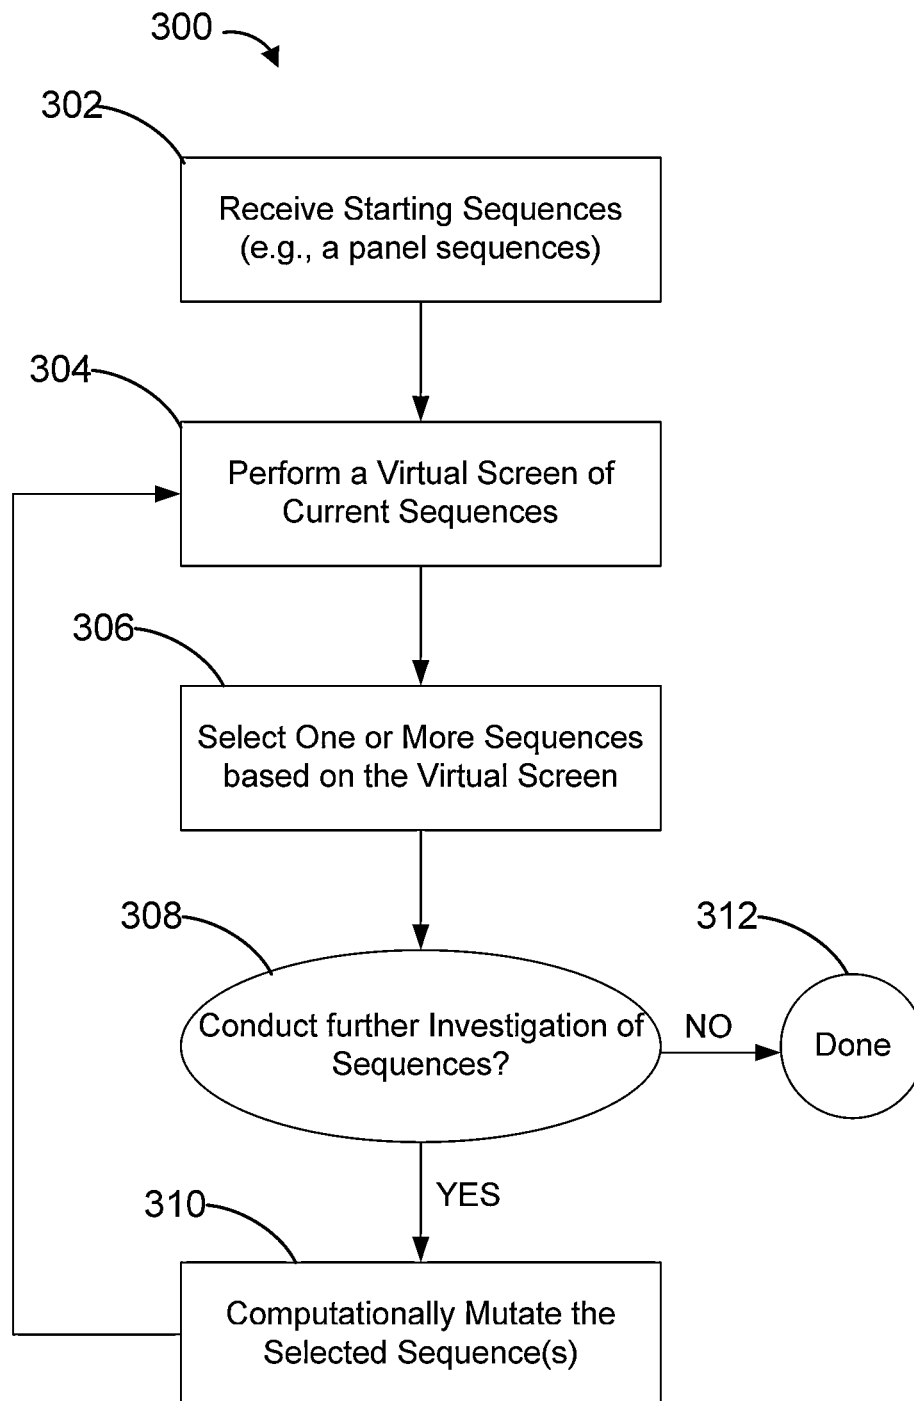 300
302
Receive Starting Sequences
(e.g., a panel sequences)
304
Perform a Virtual Screen of
Current Sequences
306
Select One or More Sequences
based on the Virtual Screen
308
312
Conduct further Investigation of
Sequences?
NO
Done
YES
310
Computationally Mutate the
Selected Sequence(s)